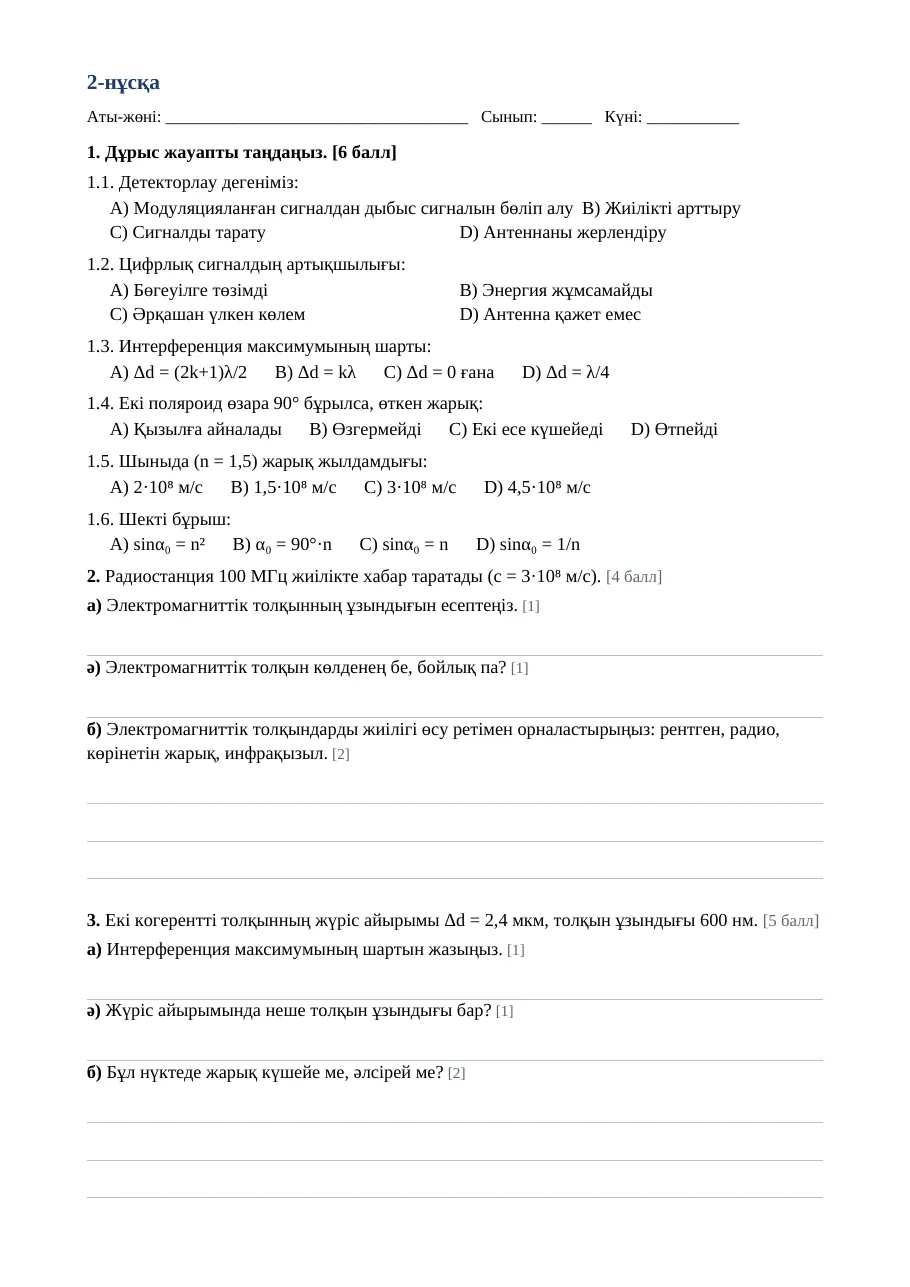 2-нұсқа
Аты-жөні: ____________________________________ Сынып: ______ Күні: ___________
1. Дұрыс жауапты таңдаңыз. [6 балл]
1.1. Детекторлау дегеніміз:
A) Модуляцияланған сигналдан дыбыс сигналын бөліп алу B) Жиілікті арттыру
C) Сигналды тарату D) Антеннаны жерлендіру
1.2. Цифрлық сигналдың артықшылығы:
A) Бөгеуілге төзімді B) Энергия жұмсамайды
C) Әрқашан үлкен көлем D) Антенна қажет емес
1.3. Интерференция максимумының шарты:
A) Δd = (2k+1)λ/2 B) Δd = kλ C) Δd = 0 ғана D) Δd = λ/4
1.4. Екі поляроид өзара 90° бұрылса, өткен жарық:
A) Қызылға айналады B) Өзгермейді C) Екі есе күшейеді D) Өтпейді
1.5. Шыныда (n = 1,5) жарық жылдамдығы:
A) 2·10⁸ м/с B) 1,5·10⁸ м/с C) 3·10⁸ м/с D) 4,5·10⁸ м/с
1.6. Шекті бұрыш:
A) sinα₀ = n² B) α₀ = 90°·n C) sinα₀ = n D) sinα₀ = 1/n
2. Радиостанция 100 МГц жиілікте хабар таратады (c = 3·10⁸ м/с). [4 балл]
а) Электромагниттік толқынның ұзындығын есептеңіз. [1]
ә) Электромагниттік толқын көлденең бе, бойлық па? [1]
б) Электромагниттік толқындарды жиілігі өсу ретімен орналастырыңыз: рентген, радио,
көрінетін жарық, инфрақызыл. [2]
3. Екі когерентті толқынның жүріс айырымы Δd = 2,4 мкм, толқын ұзындығы 600 нм. [5 балл]
а) Интерференция максимумының шартын жазыңыз. [1]
ә) Жүріс айырымында неше толқын ұзындығы бар? [1]
б) Бұл нүктеде жарық күшейе ме, әлсірей ме? [2]